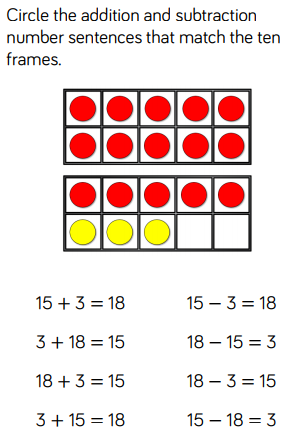 Circle the addition and subtraction
number sentences that match the ten
frames.
15 + 3 = 18 15 – 3 = 18
3 + 18 = 15 18 – 15 = 3
18 + 3 = 15 18 – 3 = 15
3 + 15 = 18 15 – 18 = 3